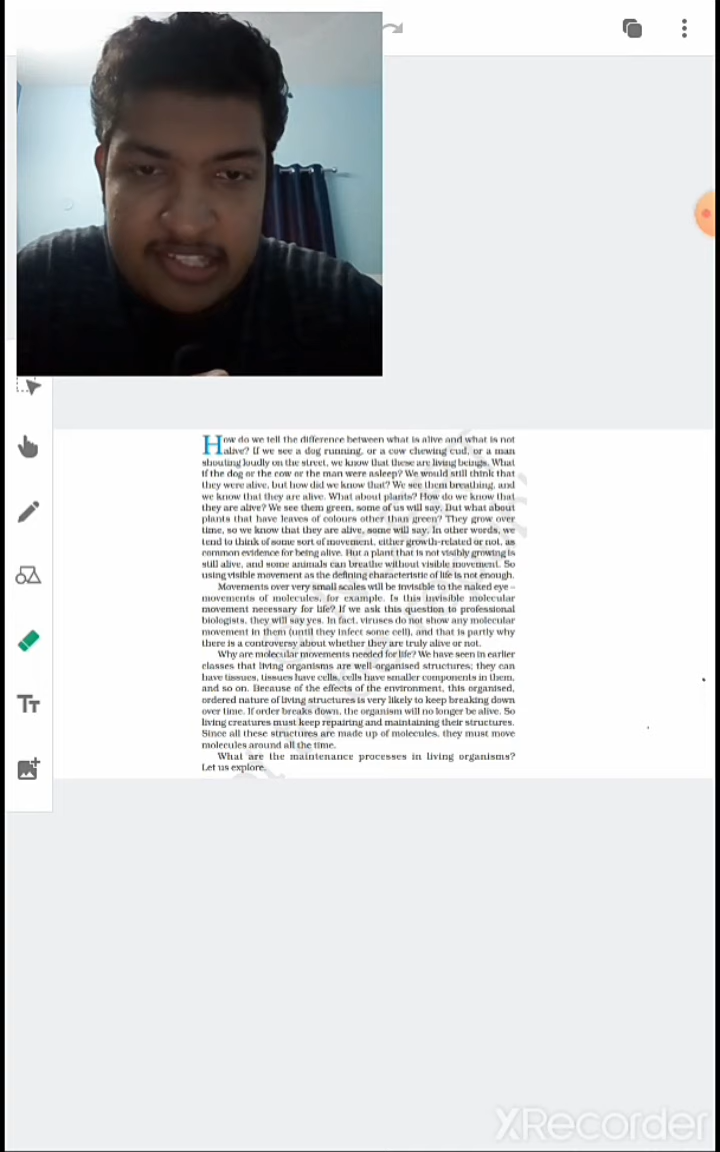 How do we tell the difference between what is alive and what is not
alive? If we see a dog running, or a cow chewing cud, or a man
shouting loudly on the street, we know that these are living beings. What
if the dog or the cow or the man were asleep? We would still think that
they were alive, but how did we know that? We see them breathing, and
we know that they are alive. What about plants? How do we know that
they are alive? We see them green, some of us will say. But what about
plants that have leaves of colours other than green? They grow over
time, so we know that they are alive, some will say. In other words, we
tend to think of some sort of movement, either growth-related or not, as
common evidence for being alive. But a plant that is not visibly growing is
still alive, and some animals can breathe without visible movement. So
using visible movement as the defining characteristic of life is not enough.
Movements over very small scales will be invisible to the naked eye –
movements of molecules, for example. Is this invisible molecular
movement necessary for life? If we ask this question to professional
biologists, they will say yes. In fact, viruses do not show any molecular
movement in them (until they infect some cell), and that is partly why
there is a controversy about whether they are truly alive or not.
Why are molecular movements needed for life? We have seen in earlier
classes that living organisms are well-organised structures; they can
have tissues, tissues have cells, cells have smaller components in them,
and so on. Because of the effects of the environment, this organised,
ordered nature of living structures is very likely to keep breaking down
over time. If order breaks down, the organism will no longer be alive. So
living creatures must keep repairing and maintaining their structures.
Since all these structures are made up of molecules, they must move
molecules around all the time.
What are the maintenance processes in living organisms?
Let us explore.
Tт
XRecorder